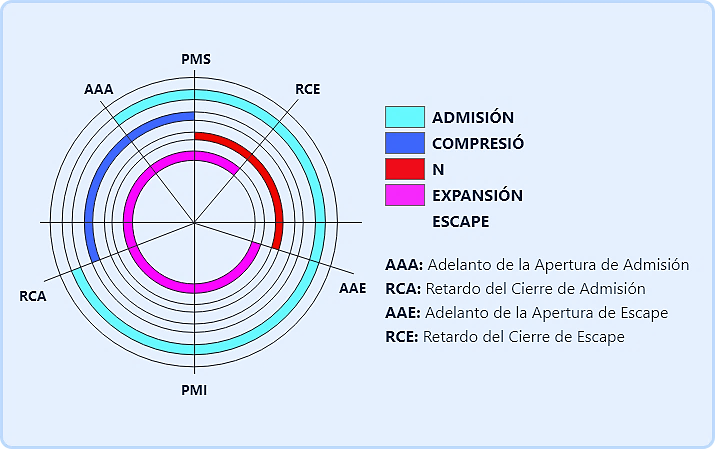 PMS
AAA
RCE
RCA
AAE
PMI
ADMISIÓN
COMPRESIÓ
N
EXPANSIÓN
ESCAPE
AAA: Adelanto de la Apertura de Admisión
RCA: Retardo del Cierre de Admisión
AAE: Adelanto de la Apertura de Escape
RCE: Retardo del Cierre de Escape